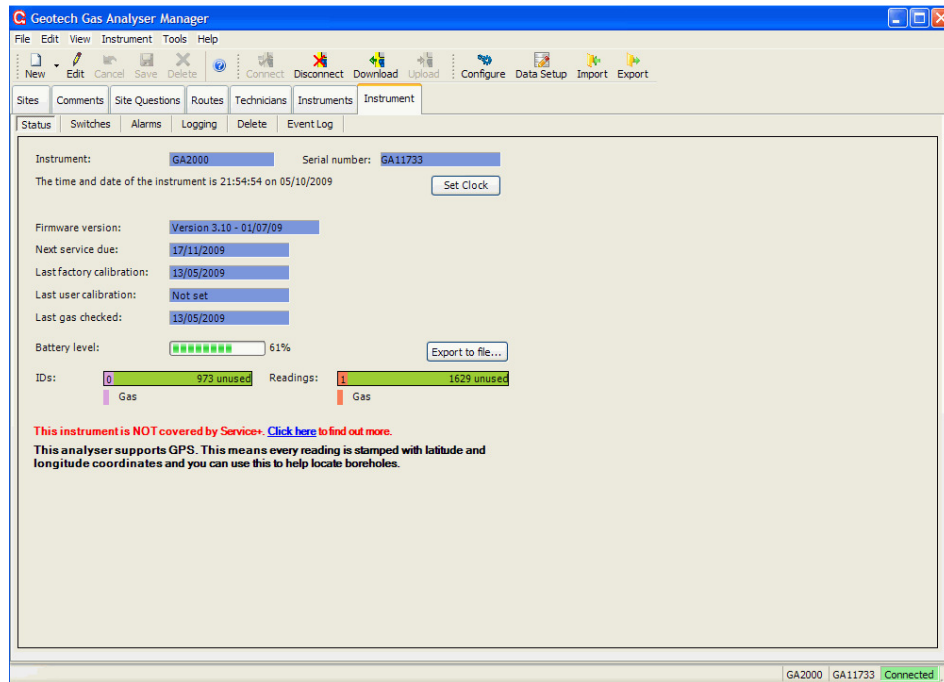 Geotech Gas Analyser Manager
File Edit View Instrument Tools Help
New Edit Cancel Save Delete Connect Disconnect Download Upload Configure Data Setup Import Export
Sites Comments Site Questions Routes Technicians Instruments Instrument
Status Switches Alarms Logging Delete Event Log
Instrument: GA2000 Serial number: GA11733
The time and date of the instrument is 21:54:54 on 05/10/2009 Set Clock
Firmware version: Version 3.10 - 01/07/09
Next service due: 17/11/2009
Last factory calibration: 13/05/2009
Last user calibration: Not set
Last gas checked: 13/05/2009
Battery level: 61% Export to file...
IDs: 0 973 unused Readings: 1 1629 unused
Gas Gas
This instrument is NOT covered by Service+. Click here to find out more.
This analyser supports GPS. This means every reading is stamped with latitude and
longitude coordinates and you can use this to help locate boreholes.
GA2000 GA11733 Connected